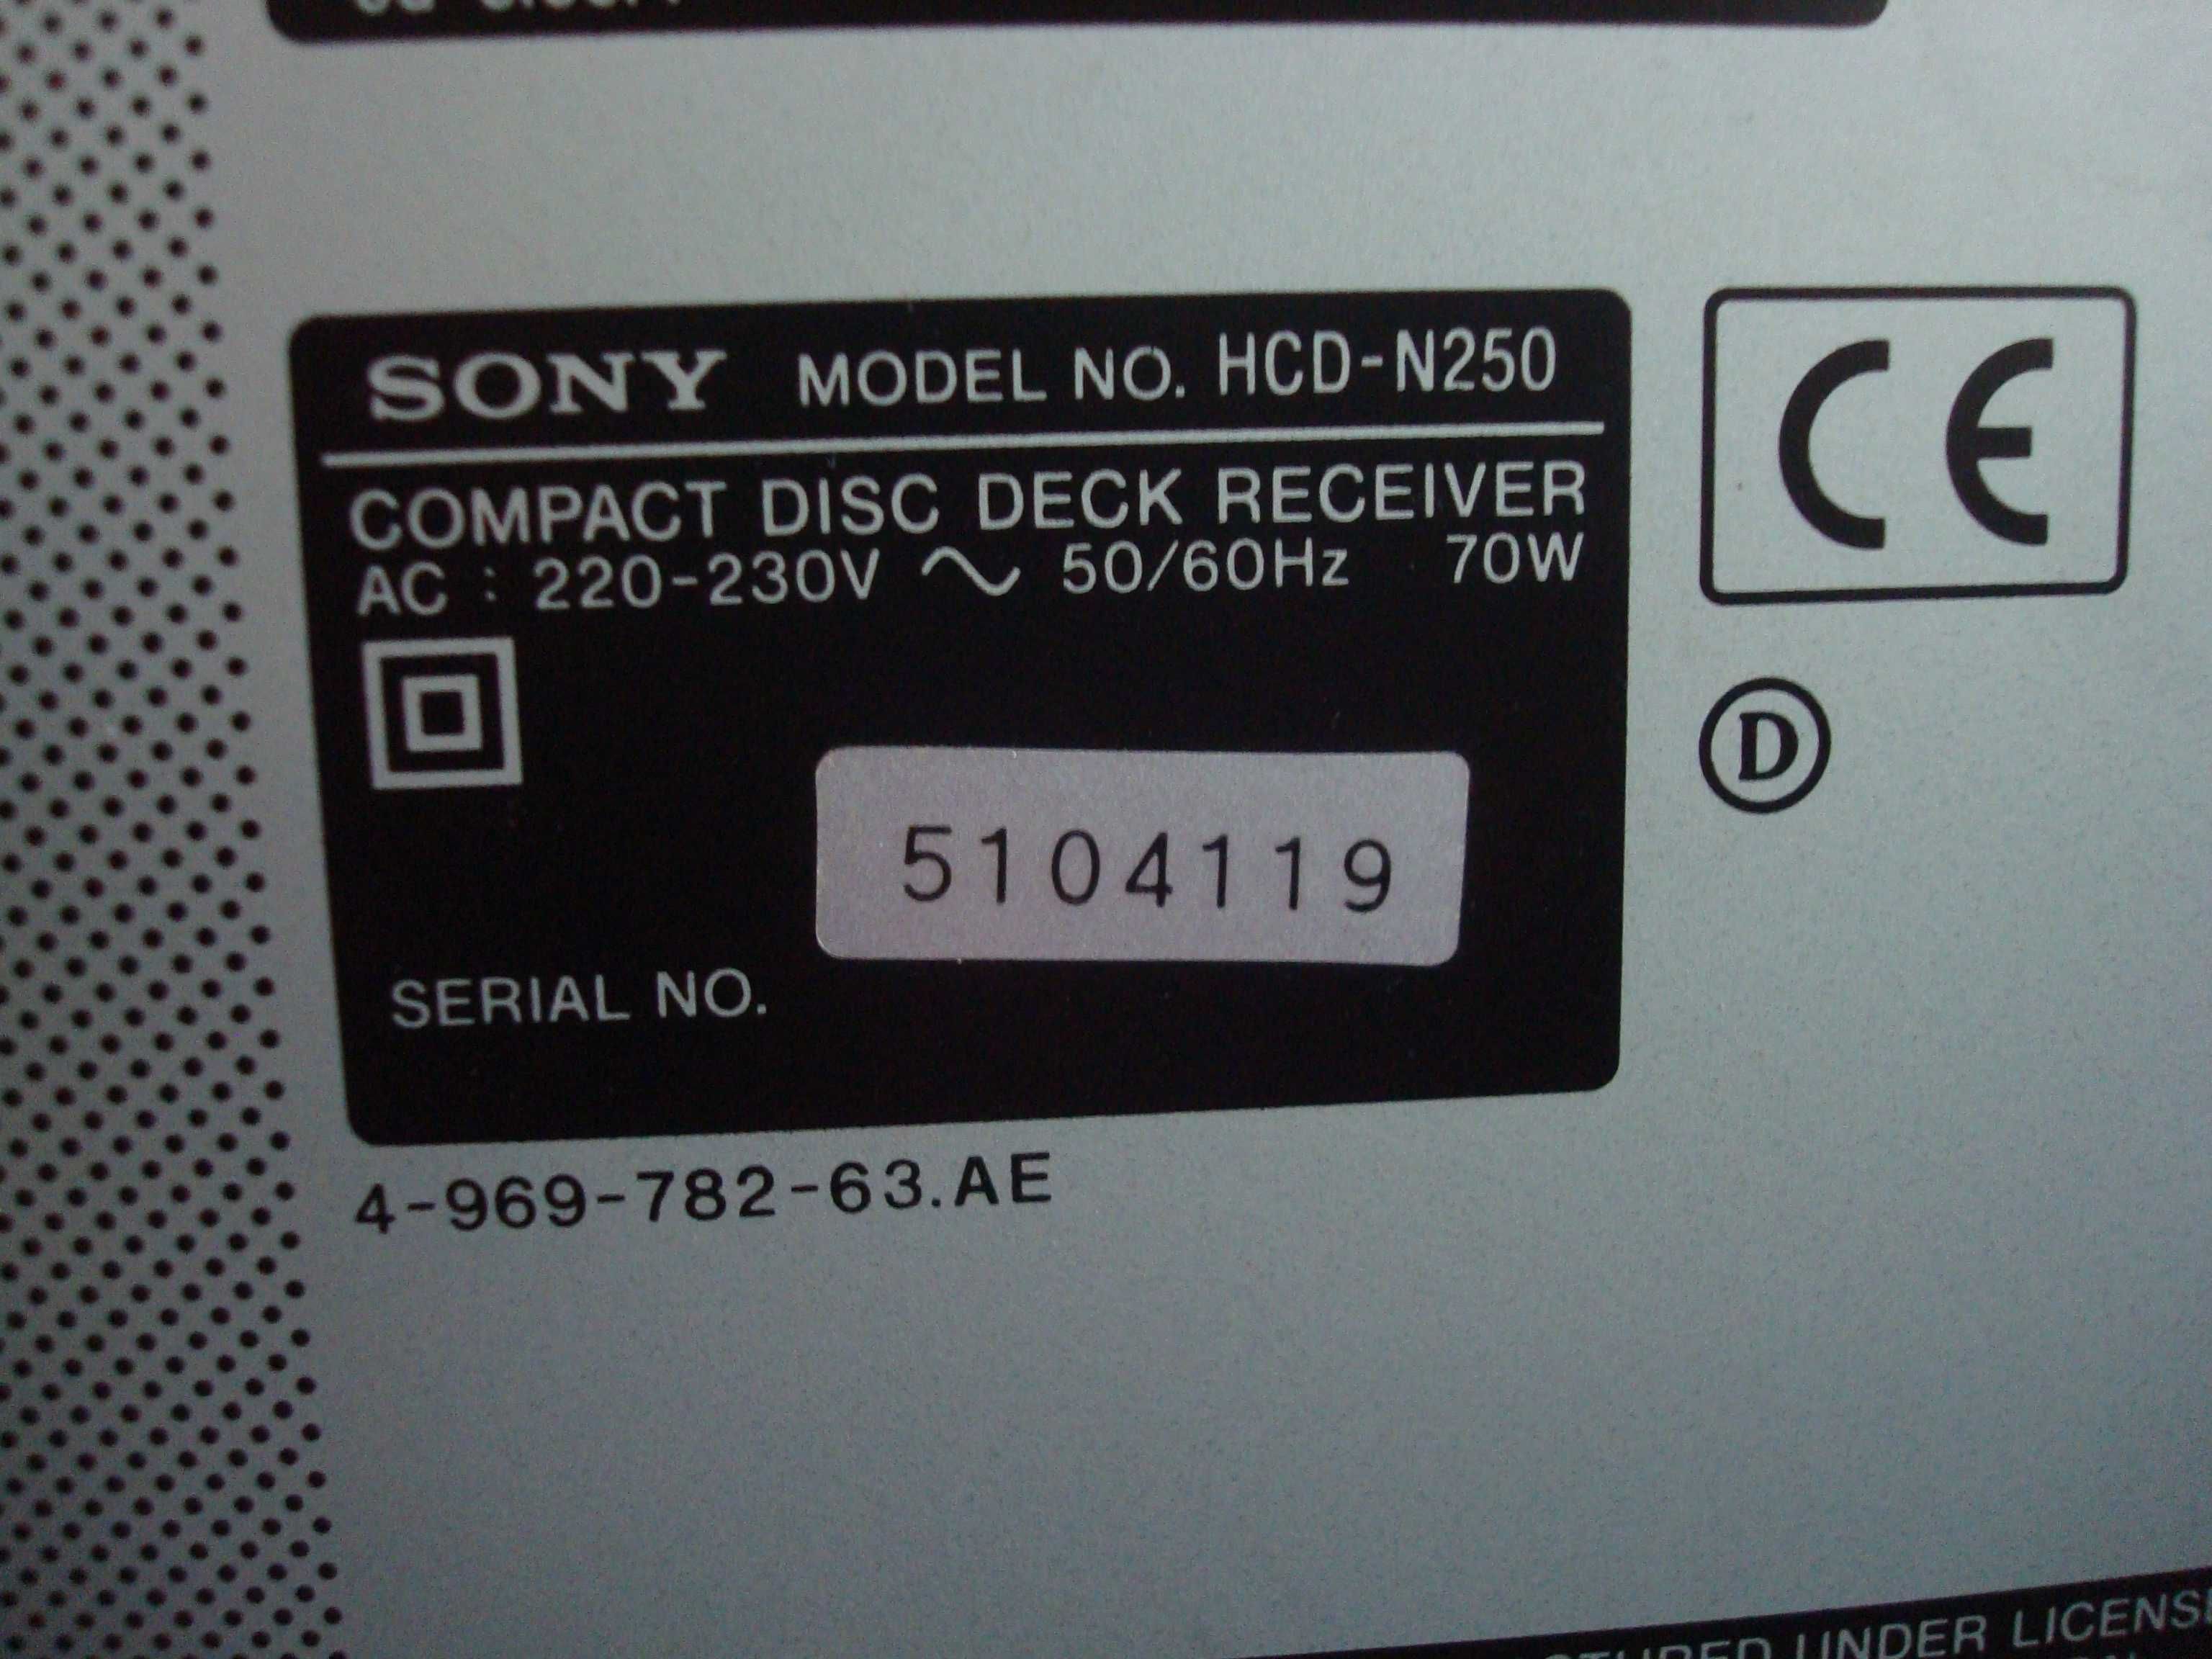 SONY MODEL NO. HCD-N250
COMPACT DISC DECK RECEIVER
AC : 220-230V ~ 50/60Hz 70W
5104119
SERIAL NO.
4-969-782-63.AE
CE
D
UNDER